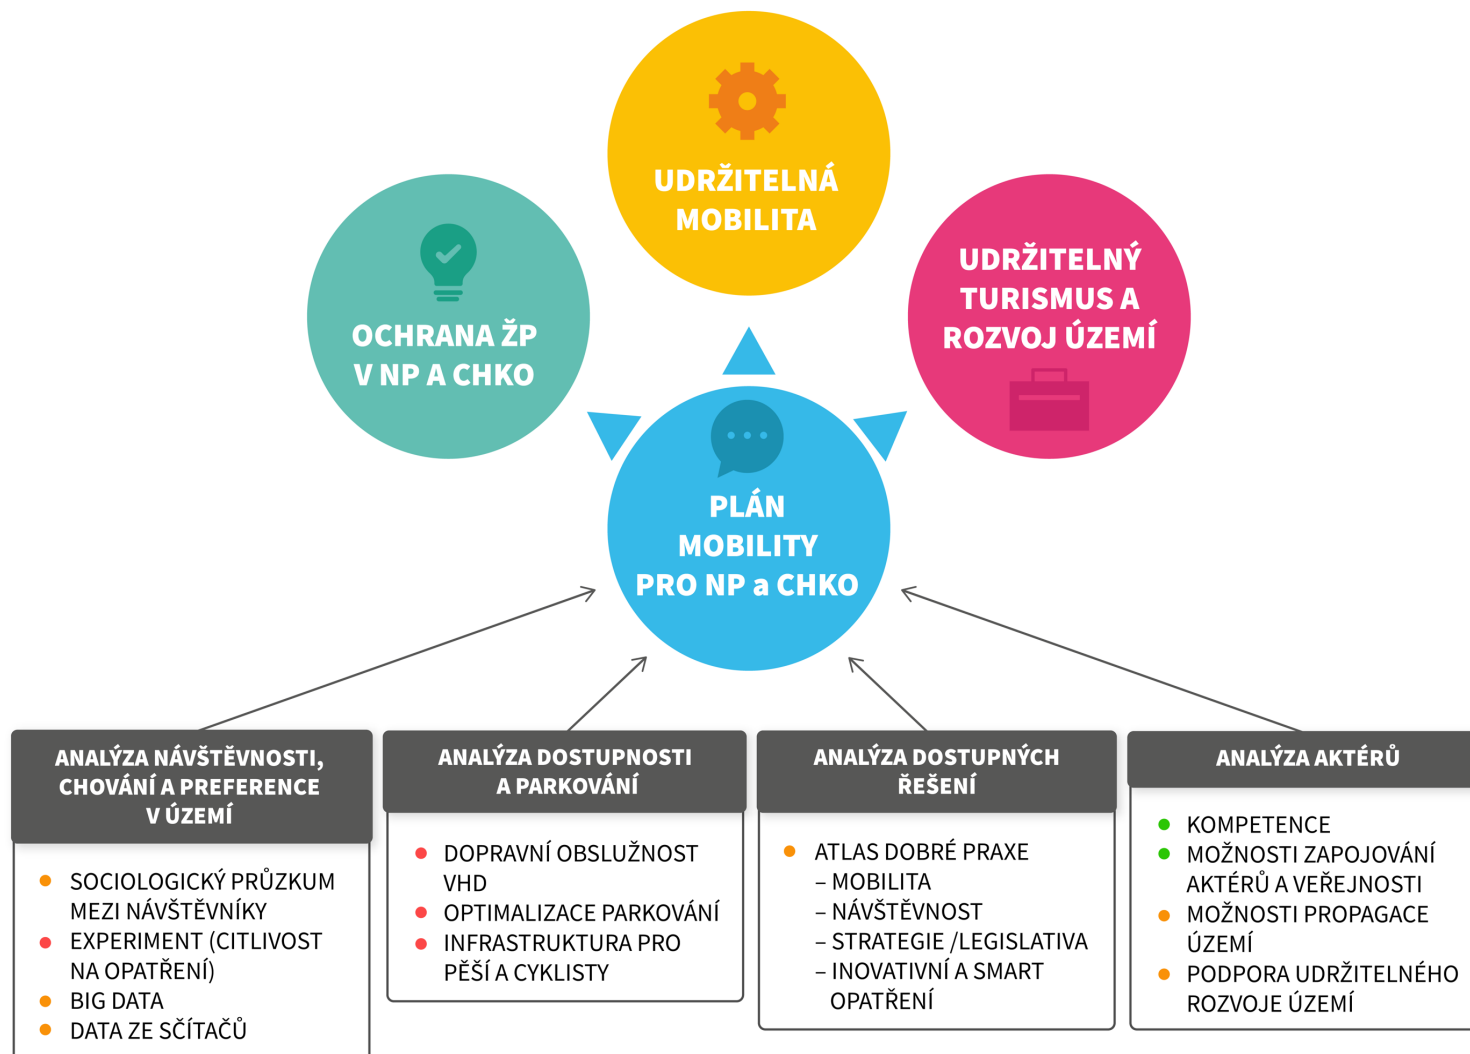 UDRŽITELNÁ
MOBILITA
OCHRANA ŽP
V NP A CHKO
UDRŽITELNÝ
TURISMUS A
ROZVOJ ÚZEMÍ
PLÁN
MOBILITY
PRO NP a CHKO
ANALÝZA NÁVŠTĚVNOSTI,
CHOVÁNÍ A PREFERENCE
V ÚZEMÍ
SOCIOLOGICKÝ PRŮZKUM
MEZI NÁVŠTĚVNÍKY
EXPERIMENT (CITLIVOST
NA OPATŘENÍ)
BIG DATA
DATA ZE SČÍTAČŮ
ANALÝZA DOSTUPNOSTI
A PARKOVÁNÍ
DOPRAVNÍ OBSLUŽNOST
VHD
OPTIMALIZACE PARKOVÁNÍ
INFRASTRUKTURA PRO
PĚŠÍ A CYKLISTY
ANALÝZA DOSTUPNÝCH
ŘEŠENÍ
ATLAS DOBRÉ PRAXE
– MOBILITA
– NÁVŠTĚVNOST
– STRATEGIE /LEGISLATIVA
– INOVATIVNÍ A SMART
OPATŘENÍ
ANALÝZA AKTÉRŮ
KOMPETENCE
MOŽNOSTI ZAPOJOVÁNÍ
AKTÉRŮ A VEŘEJNOSTI
MOŽNOSTI PROPAGACE
ÚZEMÍ
PODPORA UDRŽITELNÉHO
ROZVOJE ÚZEMÍ